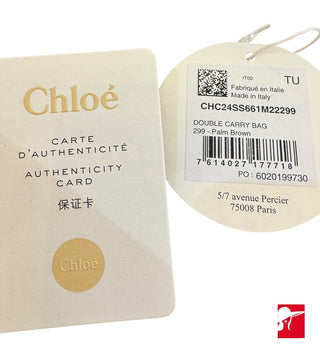 Chloé
CARTE
D'AUTHENTICITÉ
AUTHENTICITY
CARD
保证卡
Chloé
IT00
TU
Fabriqué en Italie
Made in Italy
CHC24SS661M22299
DOUBLE CARRY BAG
299 - Palm Brown
7 614027 177718
PO : 6020199730
5/7 avenue Percier
75008 Paris